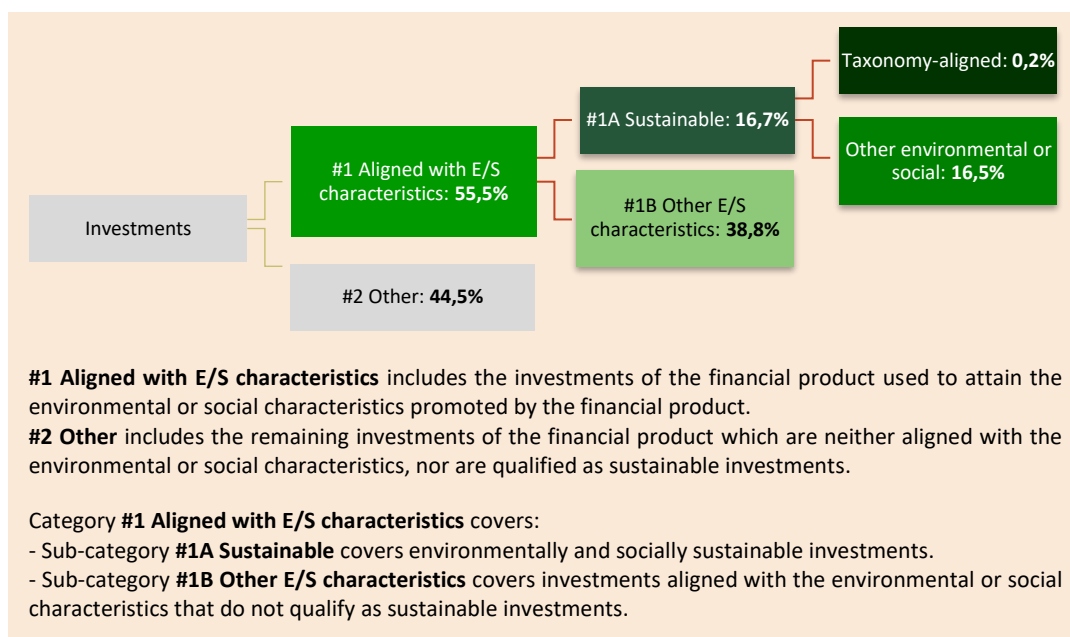 Taxonomy-aligned: 0,2%
#1A Sustainable: 16,7%
Other environmental or
social: 16,5%
#1 Aligned with E/S
characteristics: 55,5%
#1B Other E/S
characteristics: 38,8%
Investments
#2 Other: 44,5%
#1 Aligned with E/S characteristics includes the investments of the financial product used to attain the
environmental or social characteristics promoted by the financial product.
#2 Other includes the remaining investments of the financial product which are neither aligned with the
environmental or social characteristics, nor are qualified as sustainable investments.
Category #1 Aligned with E/S characteristics covers:
- Sub-category #1A Sustainable covers environmentally and socially sustainable investments.
- Sub-category #1B Other E/S characteristics covers investments aligned with the environmental or social
characteristics that do not qualify as sustainable investments.